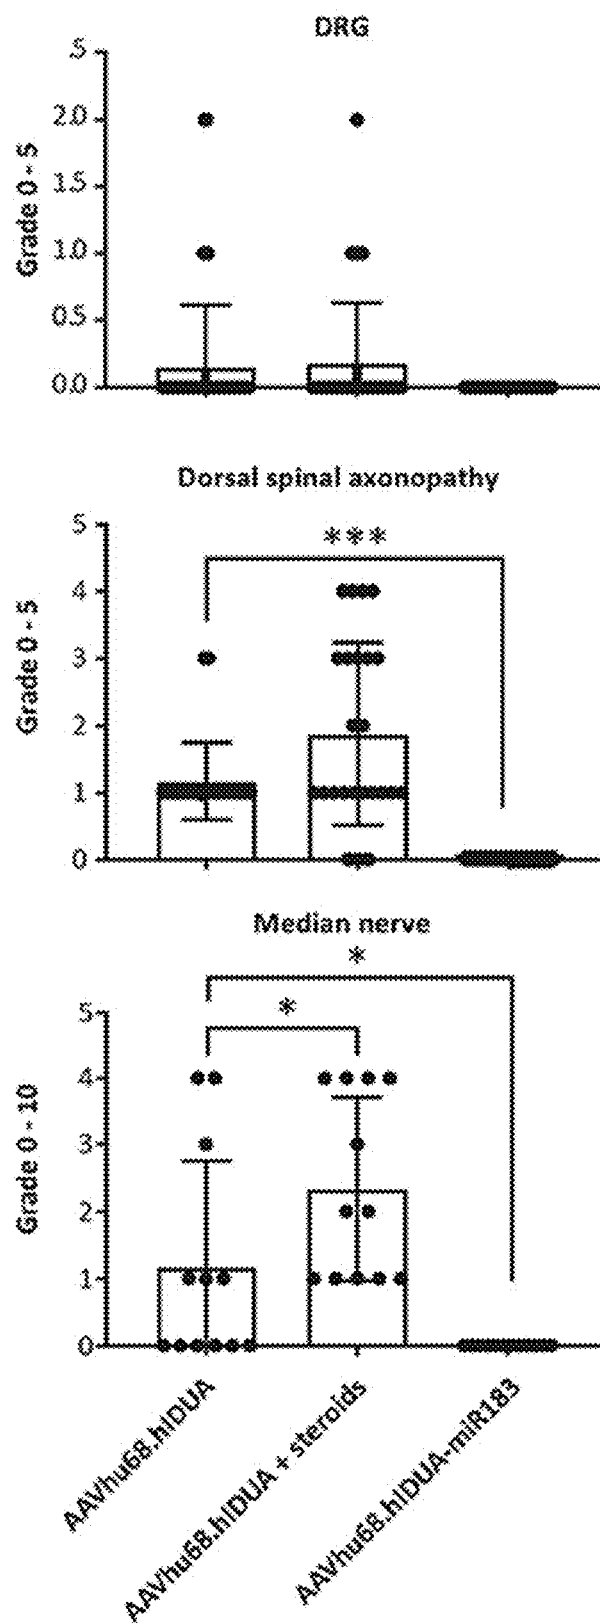 DRG
Grade 0 - 5
.5
2.0
1.5
1.0
0.5
0.0
Dorsal spinal axonopathy
Grade 0 - 5
***
5
4
3
2
1
0
Median nerve
*
*
Grade 0 - 10
5
4
3
2
1
0
AAVhu68.hIDUA
AAVhu68.hIDUA + steroids
AAVhu68.hIDUA-miR183